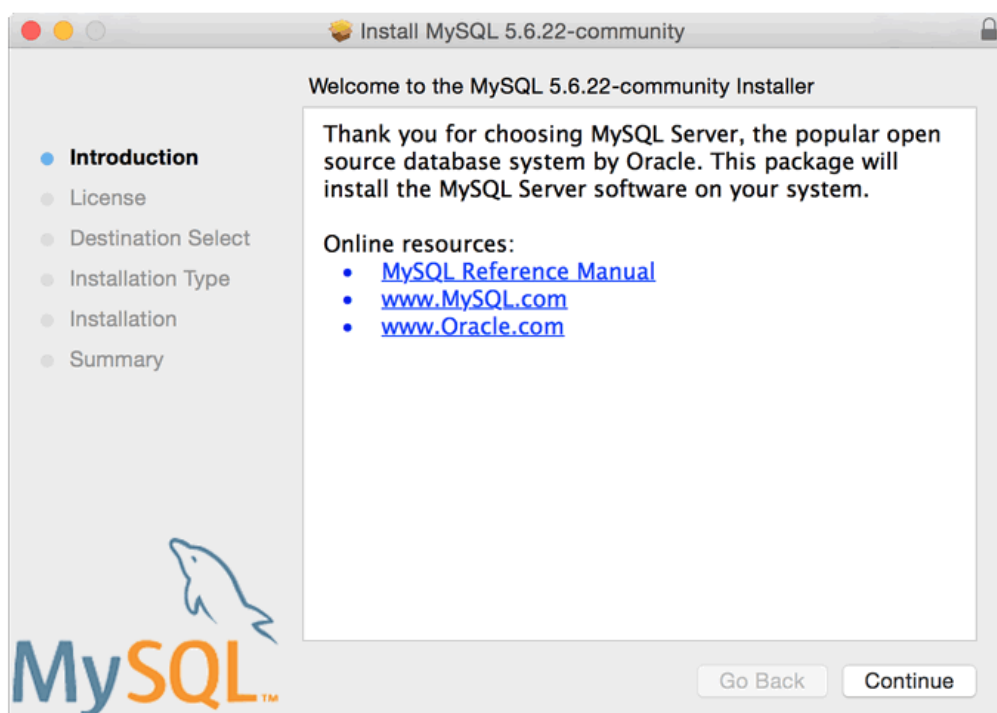 Install MySQL 5.6.22-community
Welcome to the MySQL 5.6.22-community Installer
Introduction
License
Destination Select
Installation Type
Installation
Summary
Thank you for choosing MySQL Server, the popular open
source database system by Oracle. This package will
install the MySQL Server software on your system.
Online resources:
• MySQL Reference Manual
• www.MySQL.com
• www.Oracle.com
MySQL™
Go Back
Continue